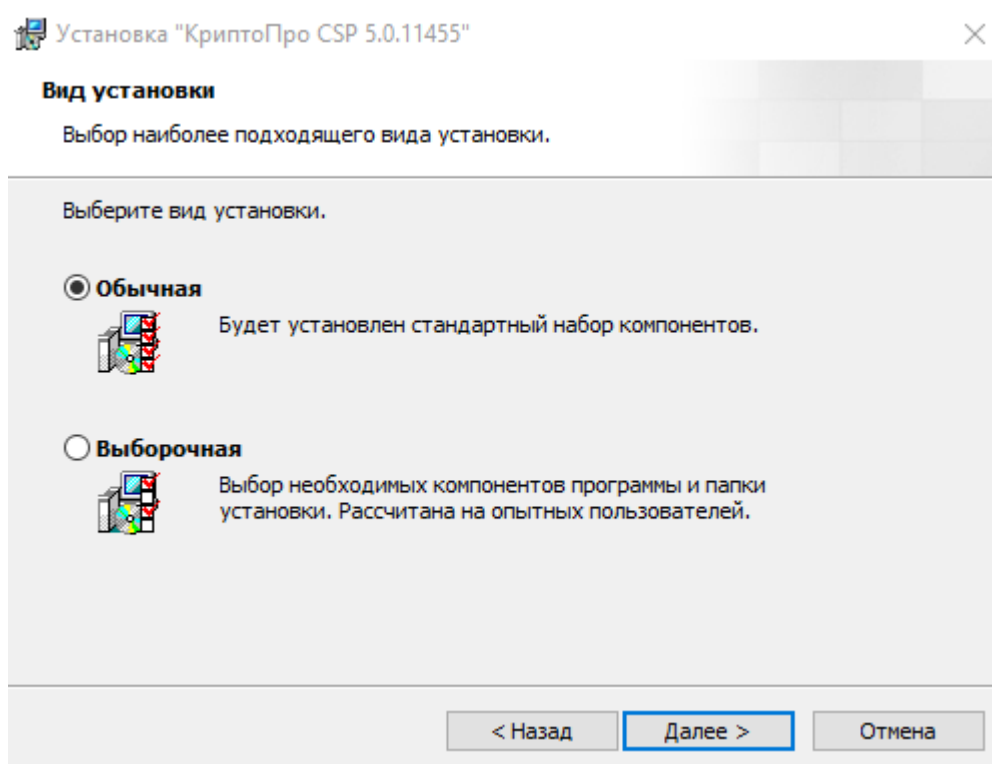 Установка "КриптоПро CSP 5.0.11455"
Вид установки
Выбор наиболее подходящего вида установки.
Выберите вид установки.
Обычная
Будет установлен стандартный набор компонентов.
Выборочная
Выбор необходимых компонентов программы и папки
установки. Рассчитана на опытных пользователей.
< Назад
Далее >
Отмена